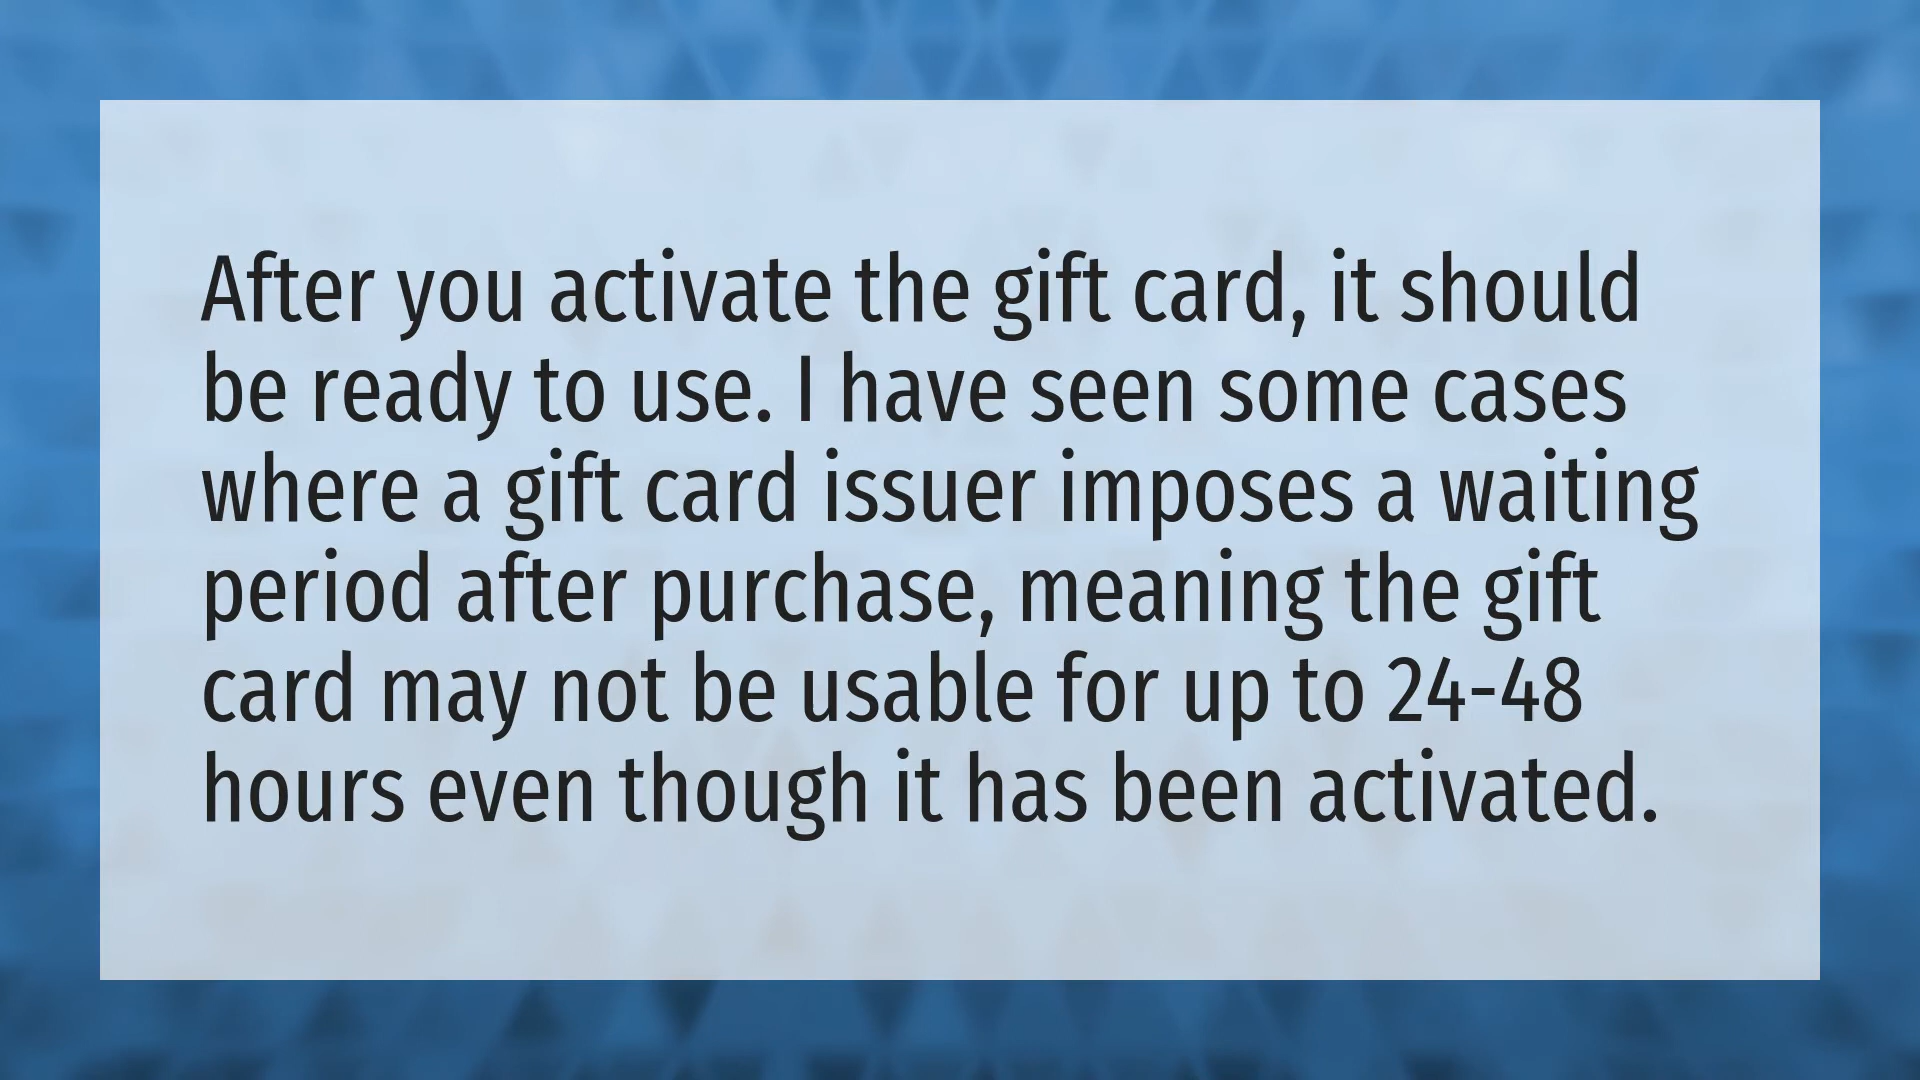 After you activate the gift card, it should
be ready to use. I have seen some cases
where a gift card issuer imposes a waiting
period after purchase, meaning the gift
card may not be usable for up to 24-48
hours even though it has been activated.